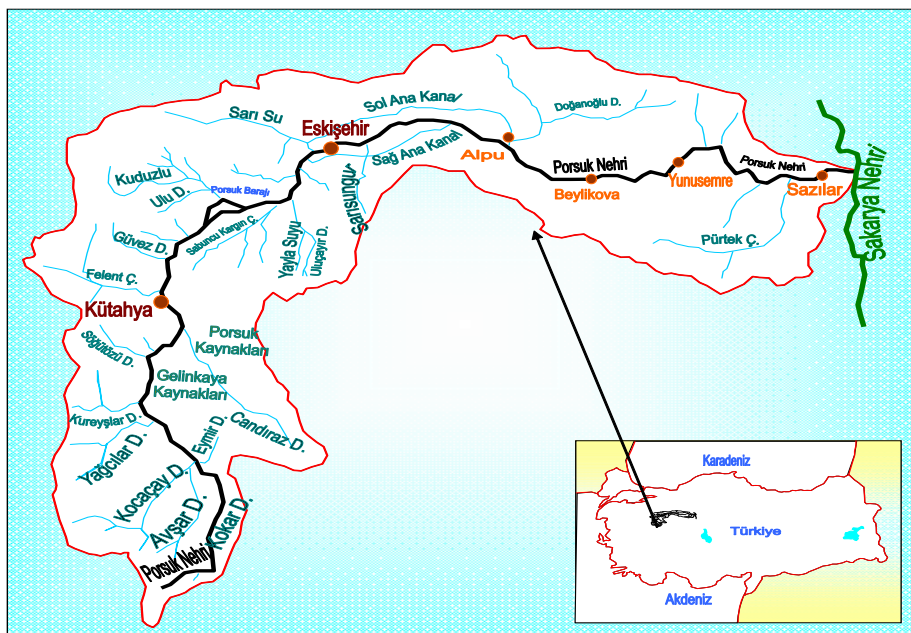 Sarı Su
Sol Ana Kanal
Doğanoğlu D.
Eskişehir
Sağ Ana Kanal
Alpu
Porsuk Nehri
Beylikova
Yunusemre
Porsuk Nehri
Sazılar
Sakarya Nehri
Kuduzlu
Ulu D.
Porsuk Barajı
Sarısungur
Sabuncu Kargın Ç.
Yayla Suyu
Uluçayır D.
Pürtek Ç.
Güvez D.
Felent Ç.
Kütahya
Porsuk
Kaynakları
Söğütözü D.
Gelinkaya
Kaynakları
Kureyşlar D.
Candıraz D.
Eymir D.
Yağcılar D.
Kocaçay D.
Avşar D.
Kokar D.
Porsuk Nehri
Karadeniz
Türkiye
Akdeniz